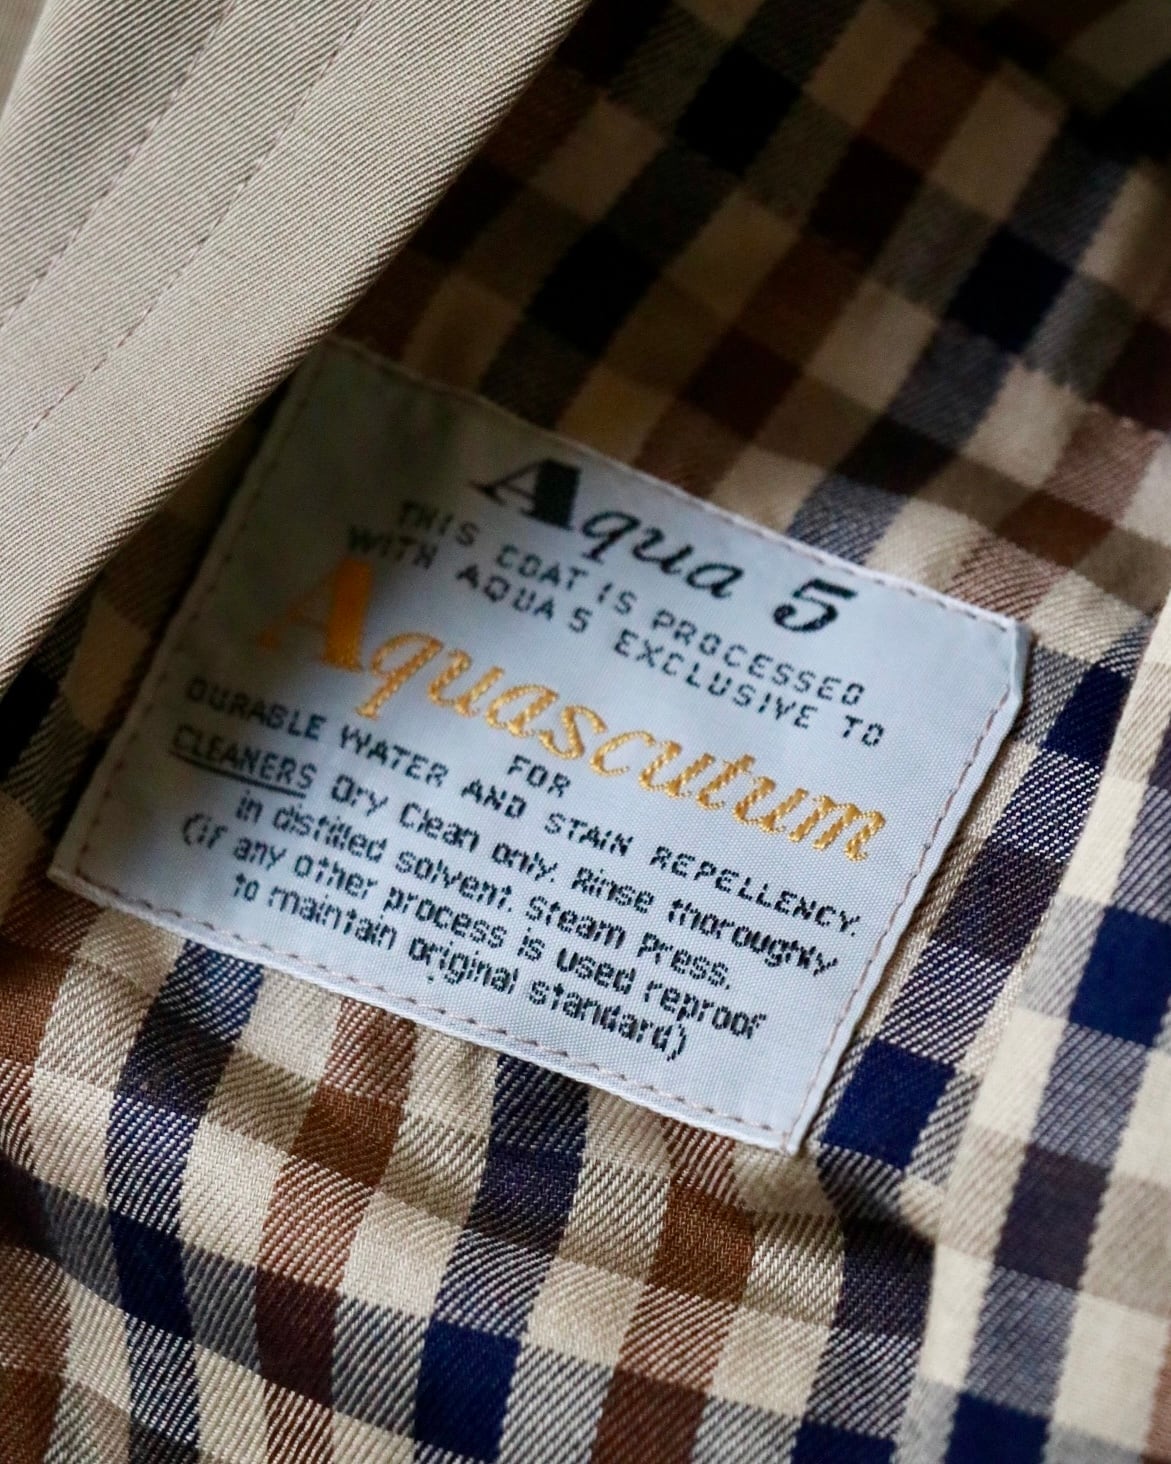 Aqua 5
THIS COAT IS PROCESSED
WITH AQUA 5 EXCLUSIVE TO
Aquascutum
FOR
DURABLE WATER AND STAIN REPELLENCY.
CLEANERS Dry Clean only. Rinse thoroughly
in distilled solvent. Steam Press.
(if any other process is used reproof
to maintain original standard)